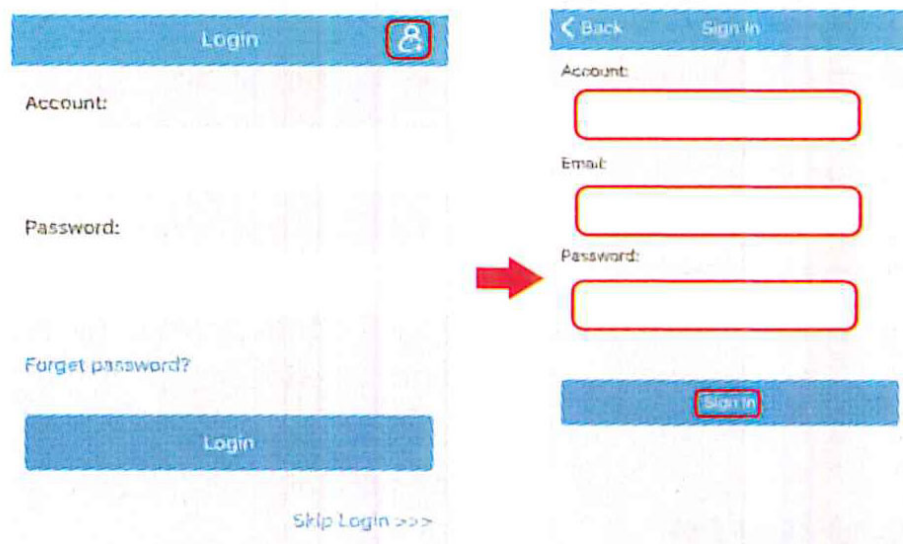 Login
Account:
Password:
Forget password?
Login
Skip Login >>>
Back
Sign In
Account:
Email:
Password:
Sign In